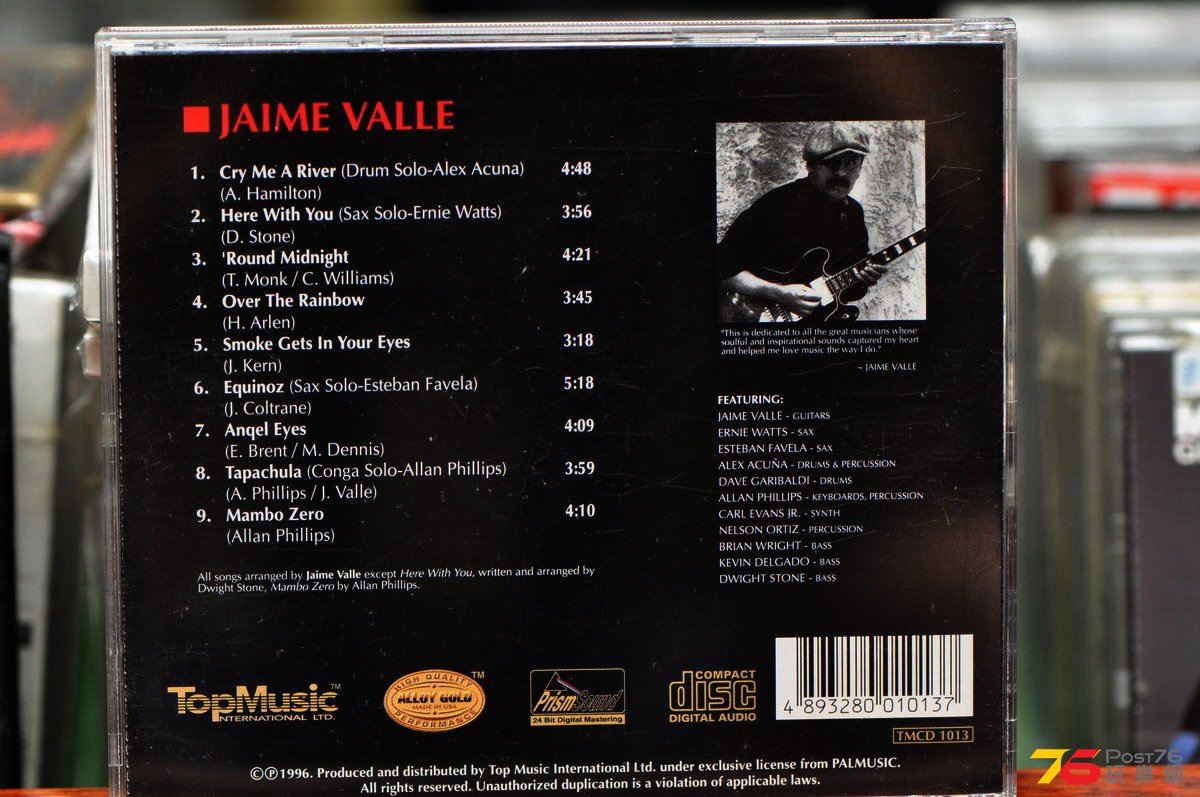 JAIME VALLE
1. Cry Me A River (Drum Solo-Alex Acuna) 4:48
(A. Hamilton)
2. Here With You (Sax Solo-Ernie Watts) 3:56
(D. Stone)
3. 'Round Midnight 4:21
(T. Monk / C. Williams)
4. Over The Rainbow 3:45
(H. Arlen)
5. Smoke Gets In Your Eyes 3:18
(J. Kern)
6. Equinoz (Sax Solo-Esteban Favela) 5:18
(J. Coltrane)
7. Anqel Eyes 4:09
(E. Brent / M. Dennis)
8. Tapachula (Conga Solo-Allan Phillips) 3:59
(A. Phillips / J. Valle)
9. Mambo Zero 4:10
(Allan Phillips)
All songs arranged by Jaime Valle except Here With You, written and arranged by
Dwight Stone, Mambo Zero by Allan Phillips.
"This is dedicated to all the great musicians whose
soulful and inspirational sounds captured my heart
and helped me love music the way I do."
~ JAIME VALLE
FEATURING:
JAIME VALLE - GUITARS
ERNIE WATTS - SAX
ESTEBAN FAVELA - SAX
ALEX ACUÑA - DRUMS & PERCUSSION
DAVE GARIBALDI - DRUMS
ALLAN PHILLIPS - KEYBOARDS, PERCUSSION
CARL EVANS JR. - SYNTH
NELSON ORTIZ - PERCUSSION
BRIAN WRIGHT - BASS
KEVIN DELGADO - BASS
DWIGHT STONE - BASS
TopMusic™
INTERNATIONAL LTD.
HIGH QUALITY ™
ALLOY GOLD
MADE IN USA
PERFORMANCE
PrismSound
24 Bit Digital Mastering
COMPACT
disc
DIGITAL AUDIO
4 893280 010137
TMCD 1013
©℗1996. Produced and distributed by Top Music International Ltd. under exclusive license from PALMUSIC.
All rights reserved. Unauthorized duplication is a violation of applicable laws.
76 Post76